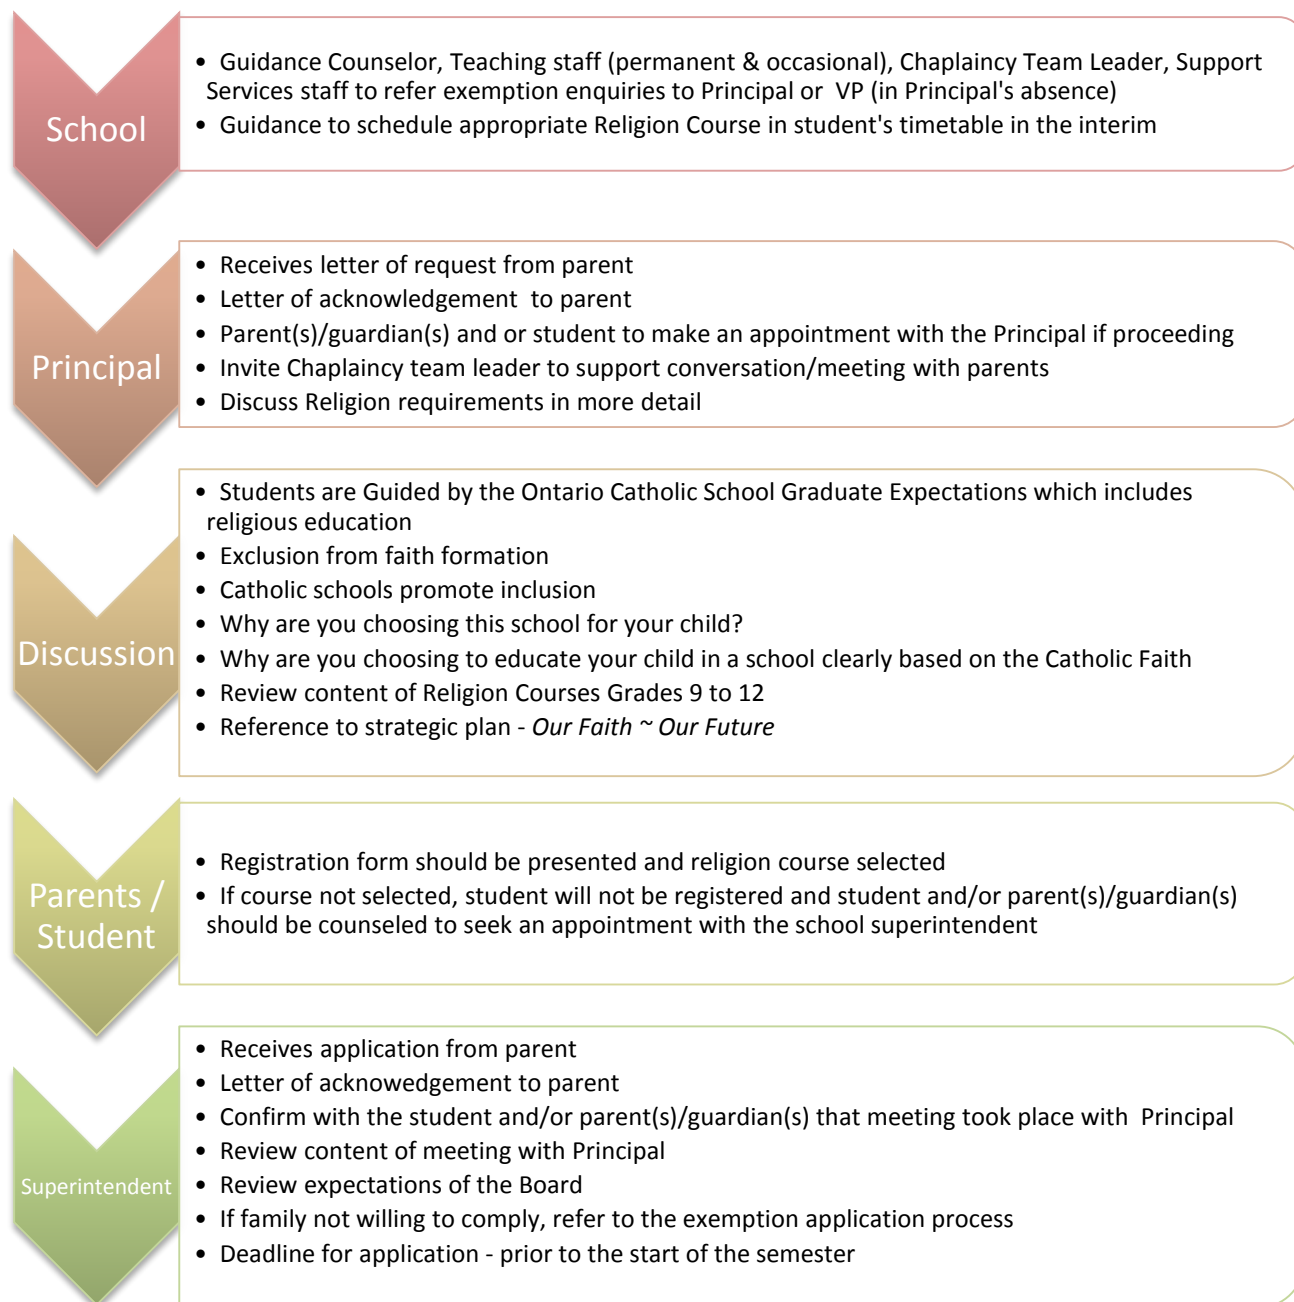 School
• Guidance Counselor, Teaching staff (permanent & occasional), Chaplaincy Team Leader, Support
Services staff to refer exemption enquiries to Principal or VP (in Principal's absence)
• Guidance to schedule appropriate Religion Course in student's timetable in the interim
Principal
• Receives letter of request from parent
• Letter of acknowledgement to parent
• Parent(s)/guardian(s) and or student to make an appointment with the Principal if proceeding
• Invite Chaplaincy team leader to support conversation/meeting with parents
• Discuss Religion requirements in more detail
Discussion
• Students are Guided by the Ontario Catholic School Graduate Expectations which includes
religious education
• Exclusion from faith formation
• Catholic schools promote inclusion
• Why are you choosing this school for your child?
• Why are you choosing to educate your child in a school clearly based on the Catholic Faith
• Review content of Religion Courses Grades 9 to 12
• Reference to strategic plan - Our Faith ~ Our Future
Parents /
Student
• Registration form should be presented and religion course selected
• If course not selected, student will not be registered and student and/or parent(s)/guardian(s)
should be counseled to seek an appointment with the school superintendent
Superintendent
• Receives application from parent
• Letter of acknowedgement to parent
• Confirm with the student and/or parent(s)/guardian(s) that meeting took place with Principal
• Review content of meeting with Principal
• Review expectations of the Board
• If family not willing to comply, refer to the exemption application process
• Deadline for application - prior to the start of the semester